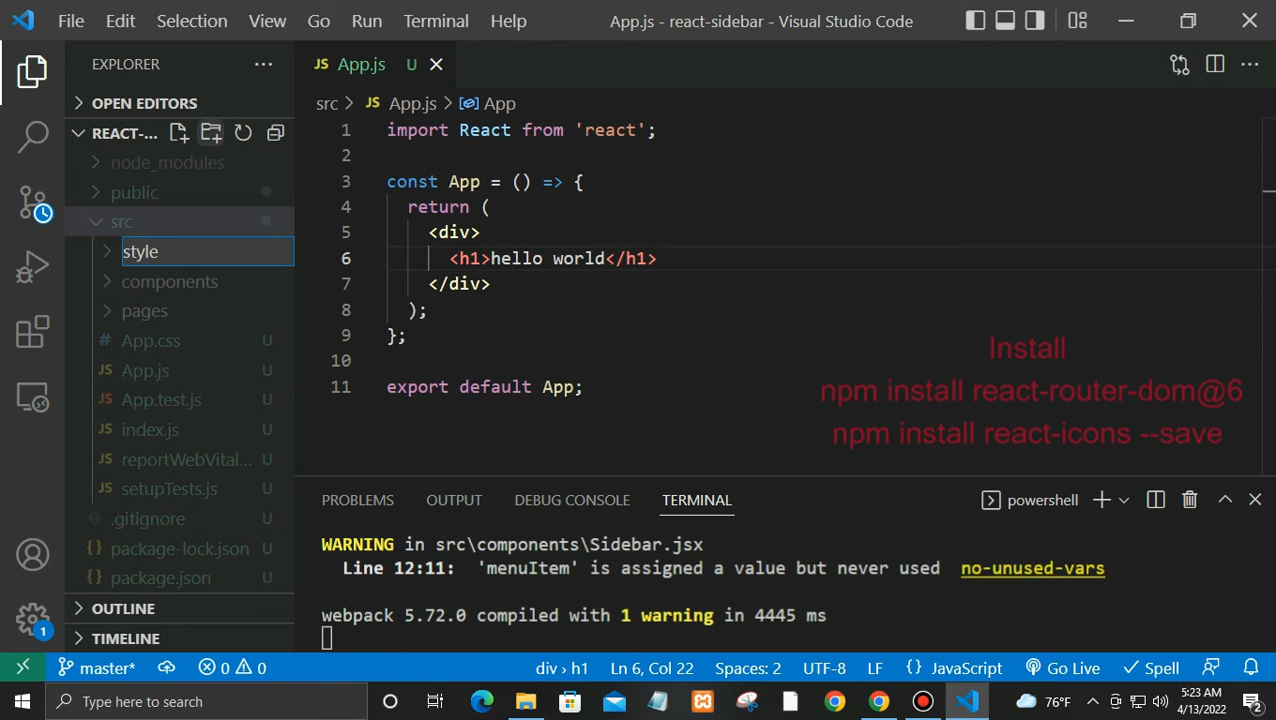 File Edit Selection View Go Run Terminal Help App.js - react-sidebar - Visual Studio Code
EXPLORER
OPEN EDITORS
REACT-...
node_modules
public
src
style
components
pages
App.css U
App.js U
App.test.js U
index.js U
reportWebVital... U
setupTests.js U
.gitignore U
package-lock.json
package.json U
OUTLINE
TIMELINE
JS App.js U
src > JS App.js > App
1 import React from 'react';
2
3 const App = () => {
4 return (
5 <div>
6 <h1>hello world</h1>
7 </div>
8 );
9 };
10
11 export default App;
Install
npm install react-router-dom@6
npm install react-icons --save
PROBLEMS OUTPUT DEBUG CONSOLE TERMINAL powershell
WARNING in src\components\Sidebar.jsx
Line 12:11: 'menuItem' is assigned a value but never used no-unused-vars
webpack 5.72.0 compiled with 1 warning in 4445 ms
1
master* 0 0 div > h1 Ln 6, Col 22 Spaces: 2 UTF-8 LF {} JavaScript Go Live Spell
Type here to search 76°F 5:23 AM
4/13/2022 2